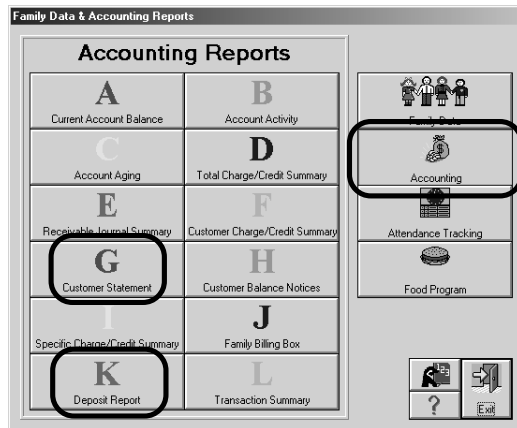 Family Data & Accounting Reports
Accounting Reports
A
Current Account Balance
B
Account Activity
C
Account Aging
D
Total Charge/Credit Summary
E
Receivable Journal Summary
F
Customer Charge/Credit Summary
G
Customer Statement
H
Customer Balance Notices
I
Specific Charge/Credit Summary
J
Family Billing Box
K
Deposit Report
L
Transaction Summary
Family Data
Accounting
Attendance Tracking
Food Program
?
Exit